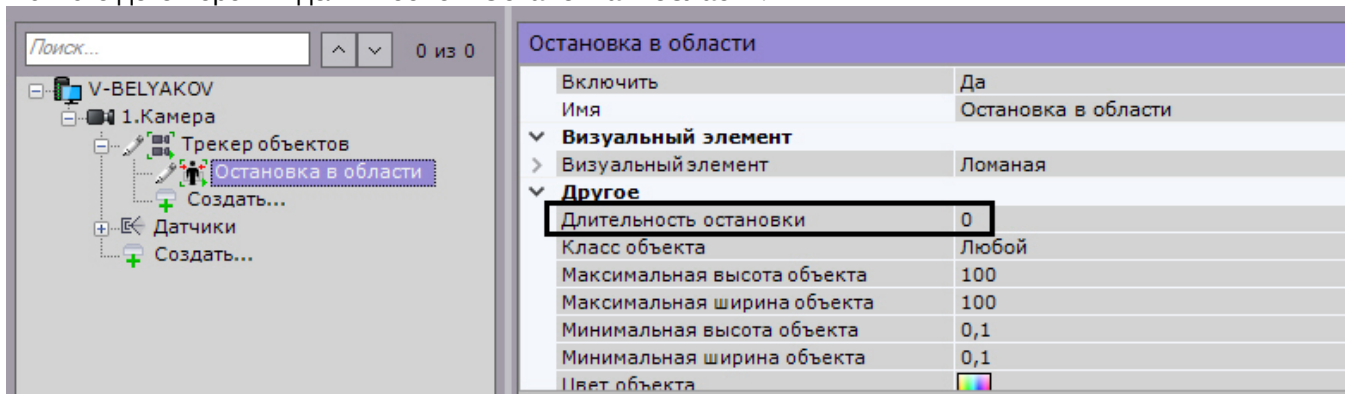 Поиск...
0 из 0
V-BELYAKOV
1.Камера
Трекер объектов
Остановка в области
Создать...
Датчики
Создать...
Остановка в области
Включить Да
Имя Остановка в области
Визуальный элемент
Визуальный элемент Ломаная
Другое
Длительность остановки 0
Класс объекта Любой
Максимальная высота объекта 100
Максимальная ширина объекта 100
Минимальная высота объекта 0,1
Минимальная ширина объекта 0,1
Цвет объекта